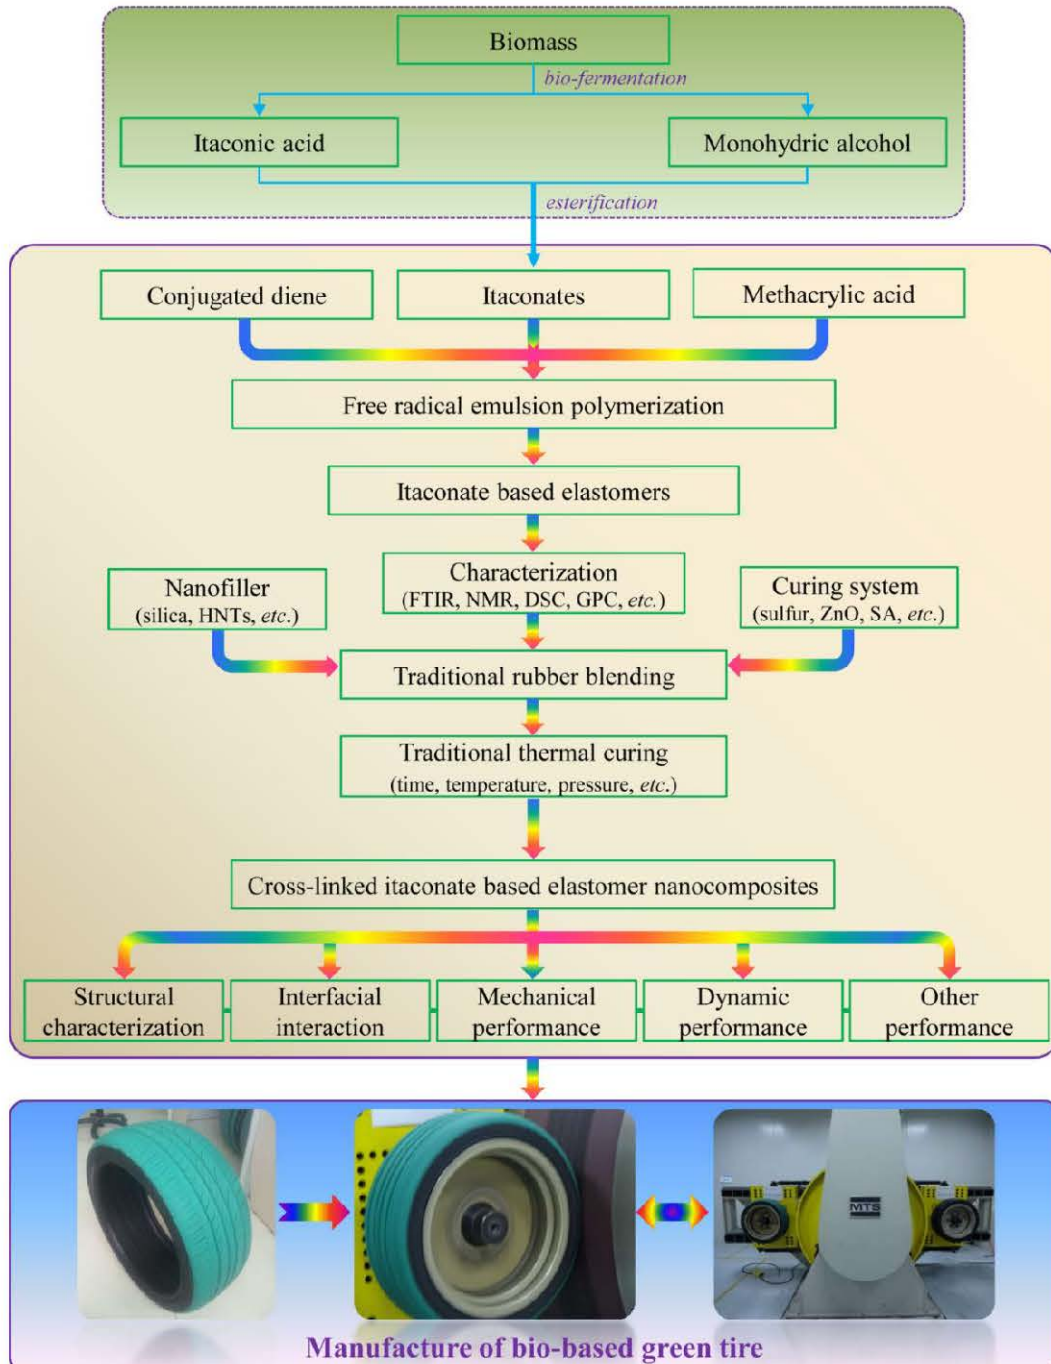 Biomass
bio-fermentation
Itaconic acid
Monohydric alcohol
esterification
Conjugated diene
Itaconates
Methacrylic acid
Free radical emulsion polymerization
Itaconate based elastomers
Nanofiller
(silica, HNTs, etc.)
Characterization
(FTIR, NMR, DSC, GPC, etc.)
Curing system
(sulfur, ZnO, SA, etc.)
Traditional rubber blending
Traditional thermal curing
(time, temperature, pressure, etc.)
Cross-linked itaconate based elastomer nanocomposites
Structural
characterization
Interfacial
interaction
Mechanical
performance
Dynamic
performance
Other
performance
MTS
Manufacture of bio-based green tire